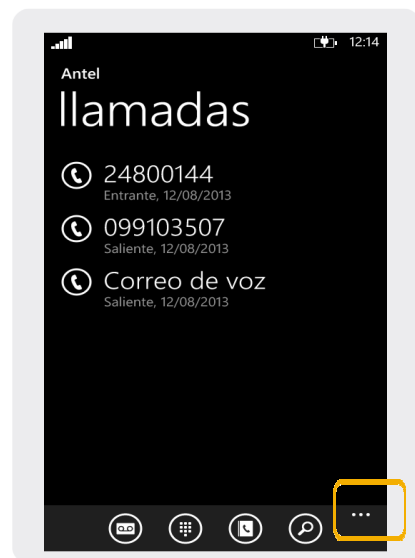 12:14
Antel
llamadas
24800144
Entrante, 12/08/2013
099103507
Saliente, 12/08/2013
Correo de voz
Saliente, 12/08/2013
...